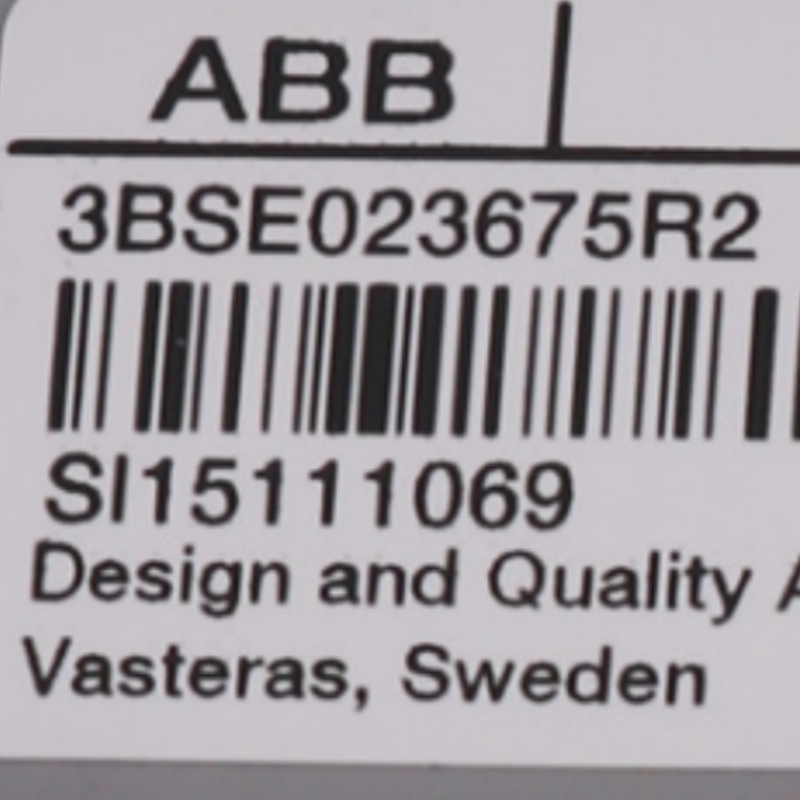 ABB
3BSE023675R2
SI15111069
Design and Quality A
Vasteras, Sweden